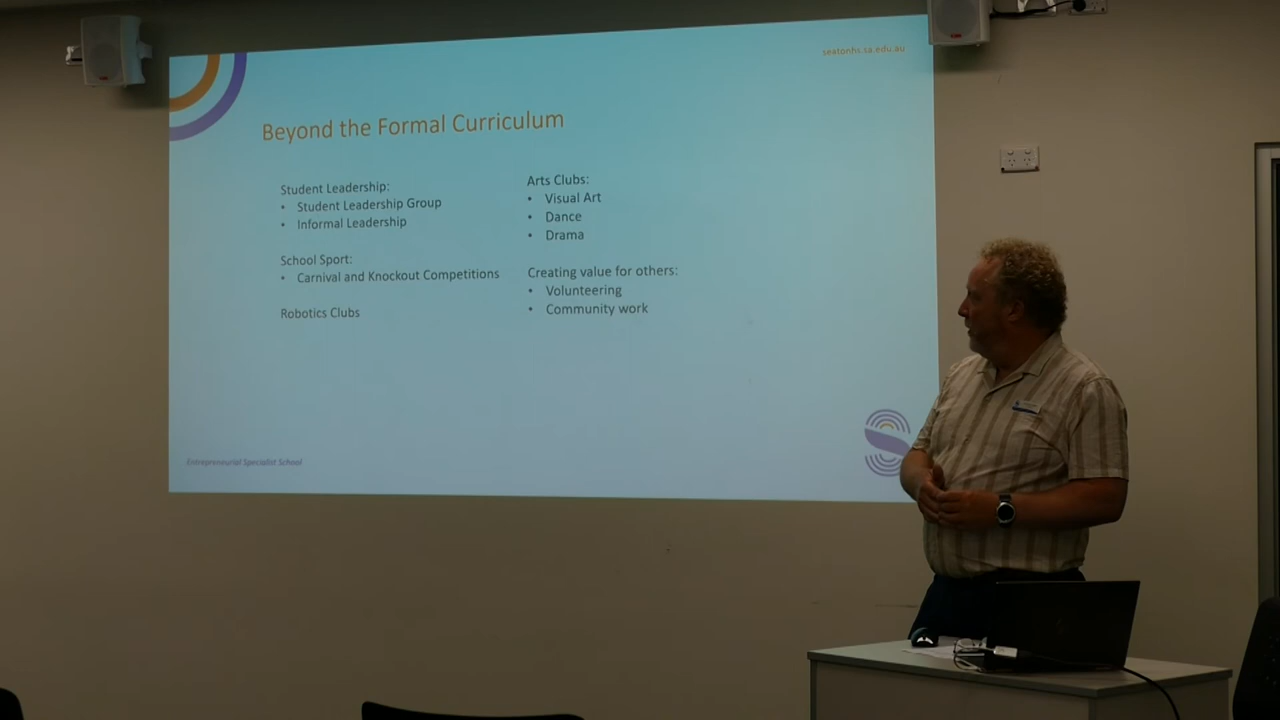 seatonhs.sa.edu.au
Beyond the Formal Curriculum
Student Leadership:
• Student Leadership Group
• Informal Leadership
School Sport:
• Carnival and Knockout Competitions
Robotics Clubs
Arts Clubs:
• Visual Art
• Dance
• Drama
Creating value for others:
• Volunteering
• Community work
Entrepreneurial Specialist School